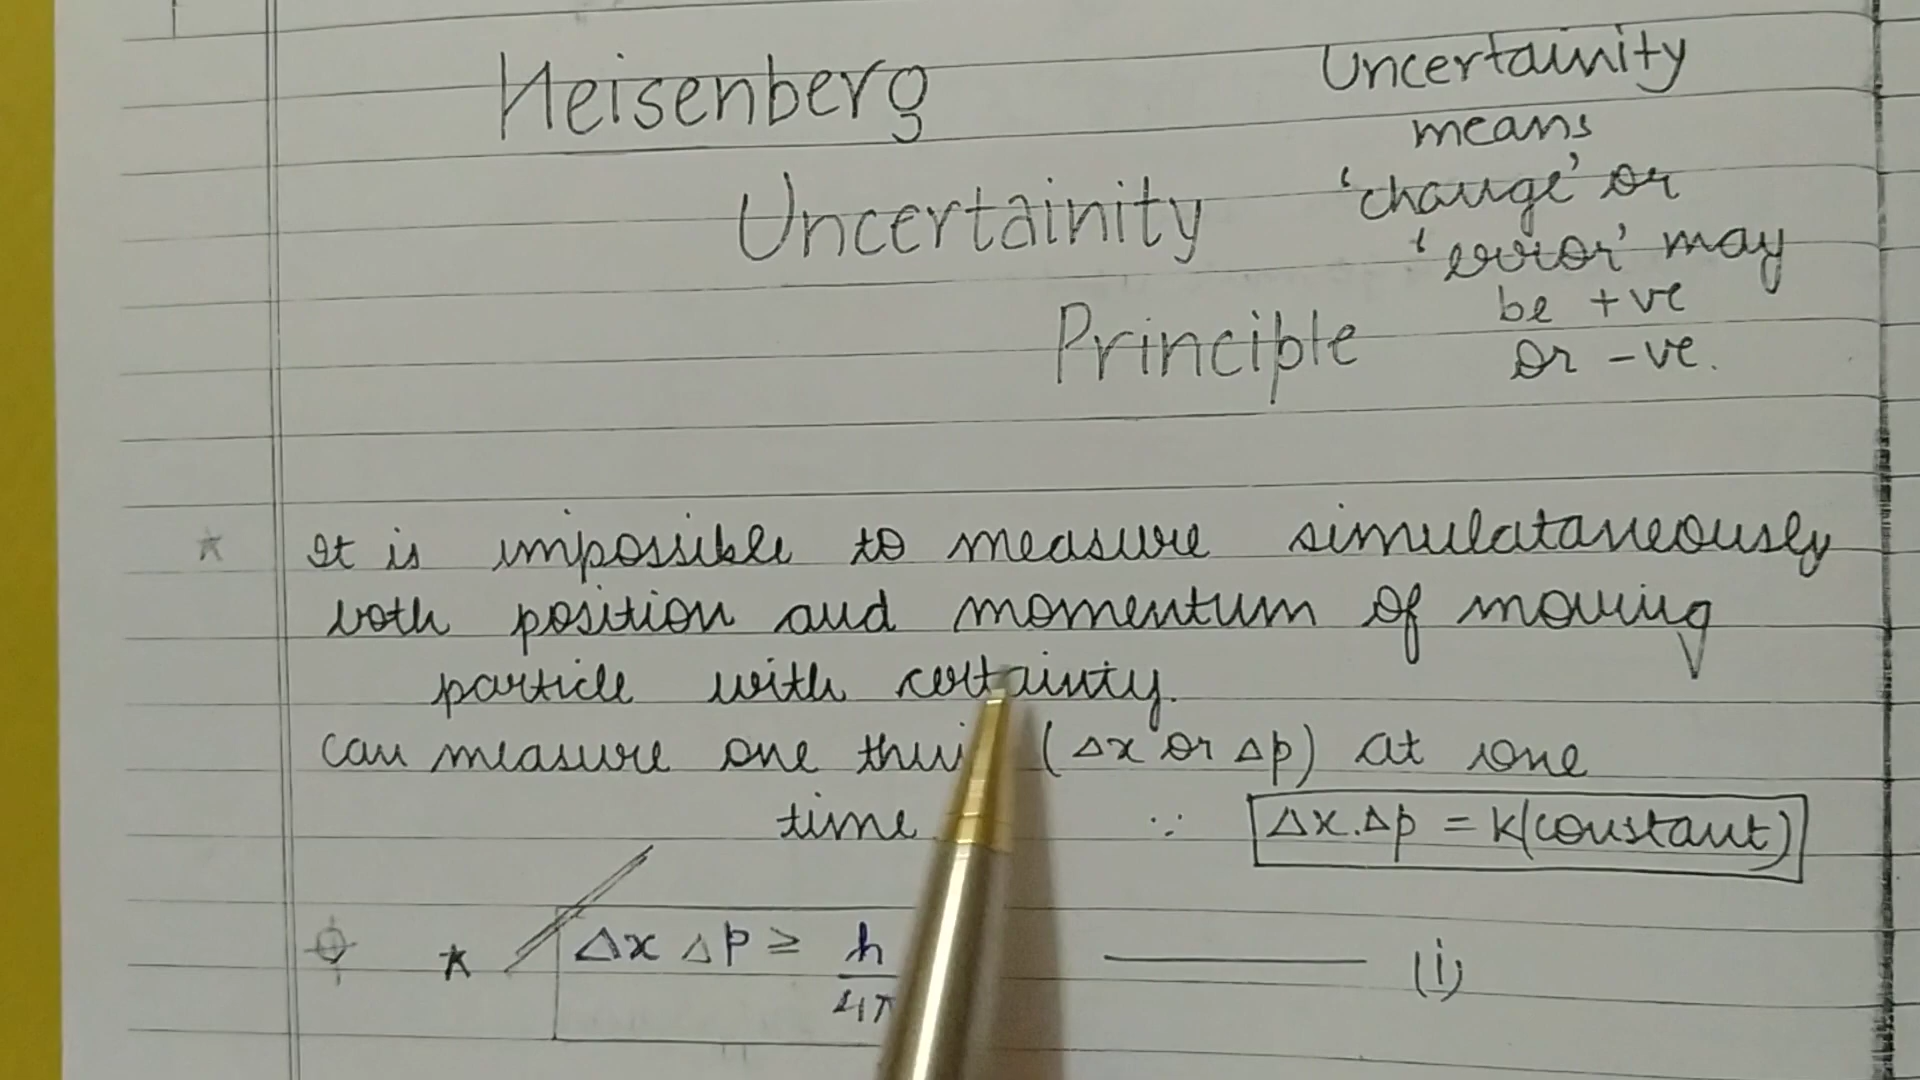 Heisenberg
Uncertainity
Principle
Uncertainity
means
'change' or
'error' may
be +ve
or -ve.
* It is impossible to measure simulataneously
both position and momentum of moving
particle with certainty.
can measure one (Δx or Δp) at one
time ∵ Δx.Δp = K(constant)
* Δx Δp ≥ h/4π ——— (i)